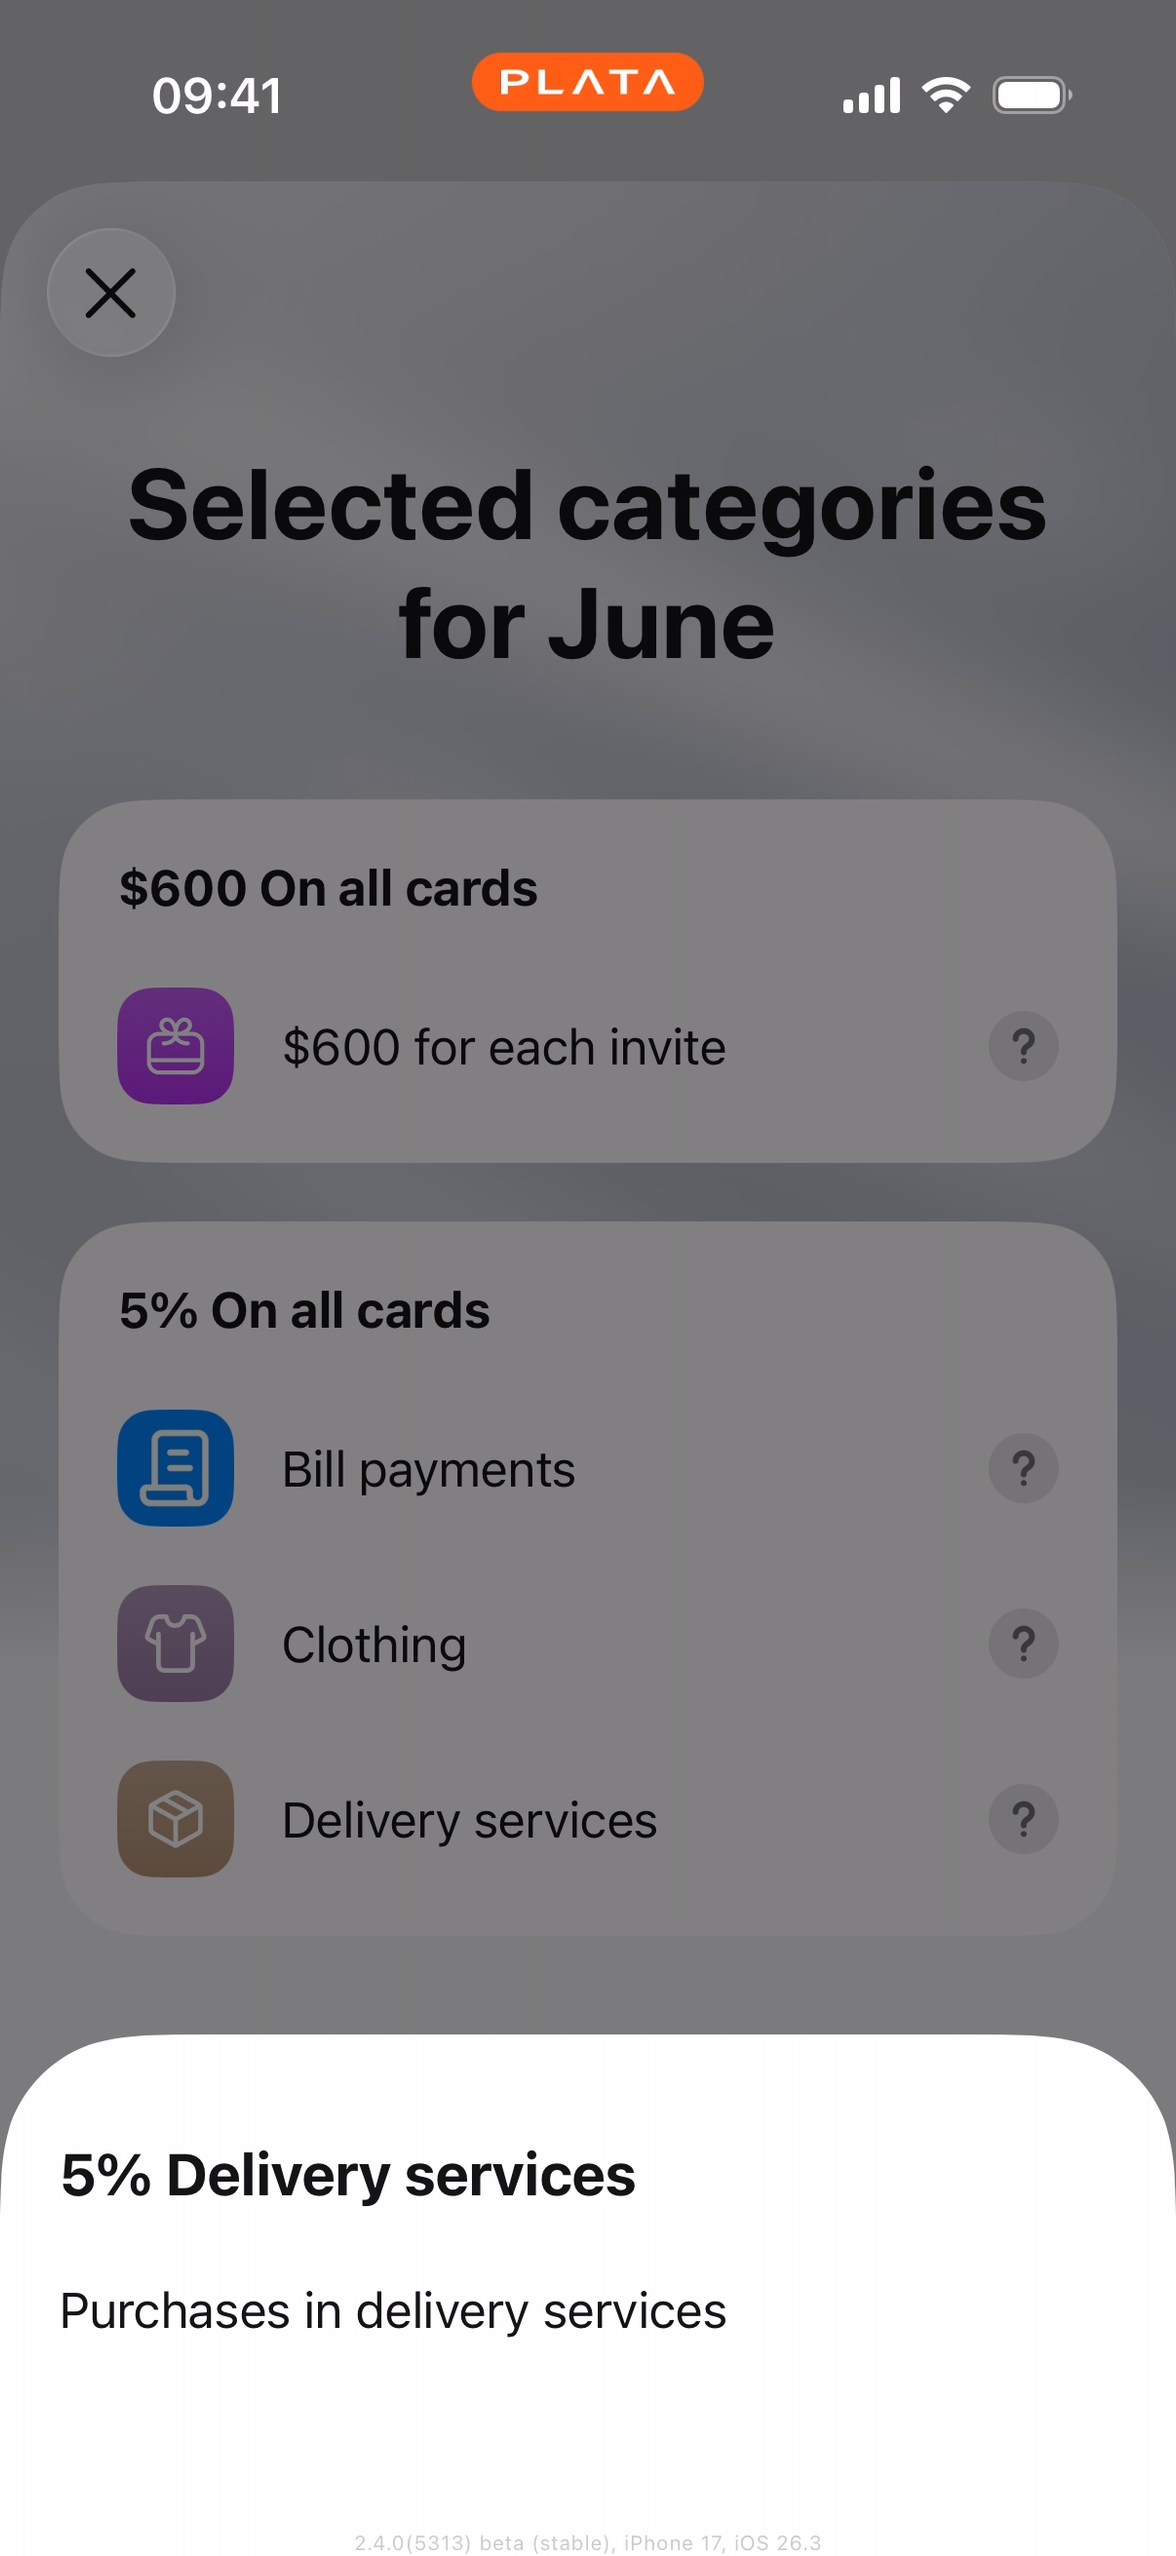 09:41
PLATA
Selected categories
for June
$600 On all cards
$600 for each invite
?
5% On all cards
Bill payments
?
Clothing
?
Delivery services
?
5% Delivery services
Purchases in delivery services
2.4.0(5313) beta (stable), iPhone 17, iOS 26.3